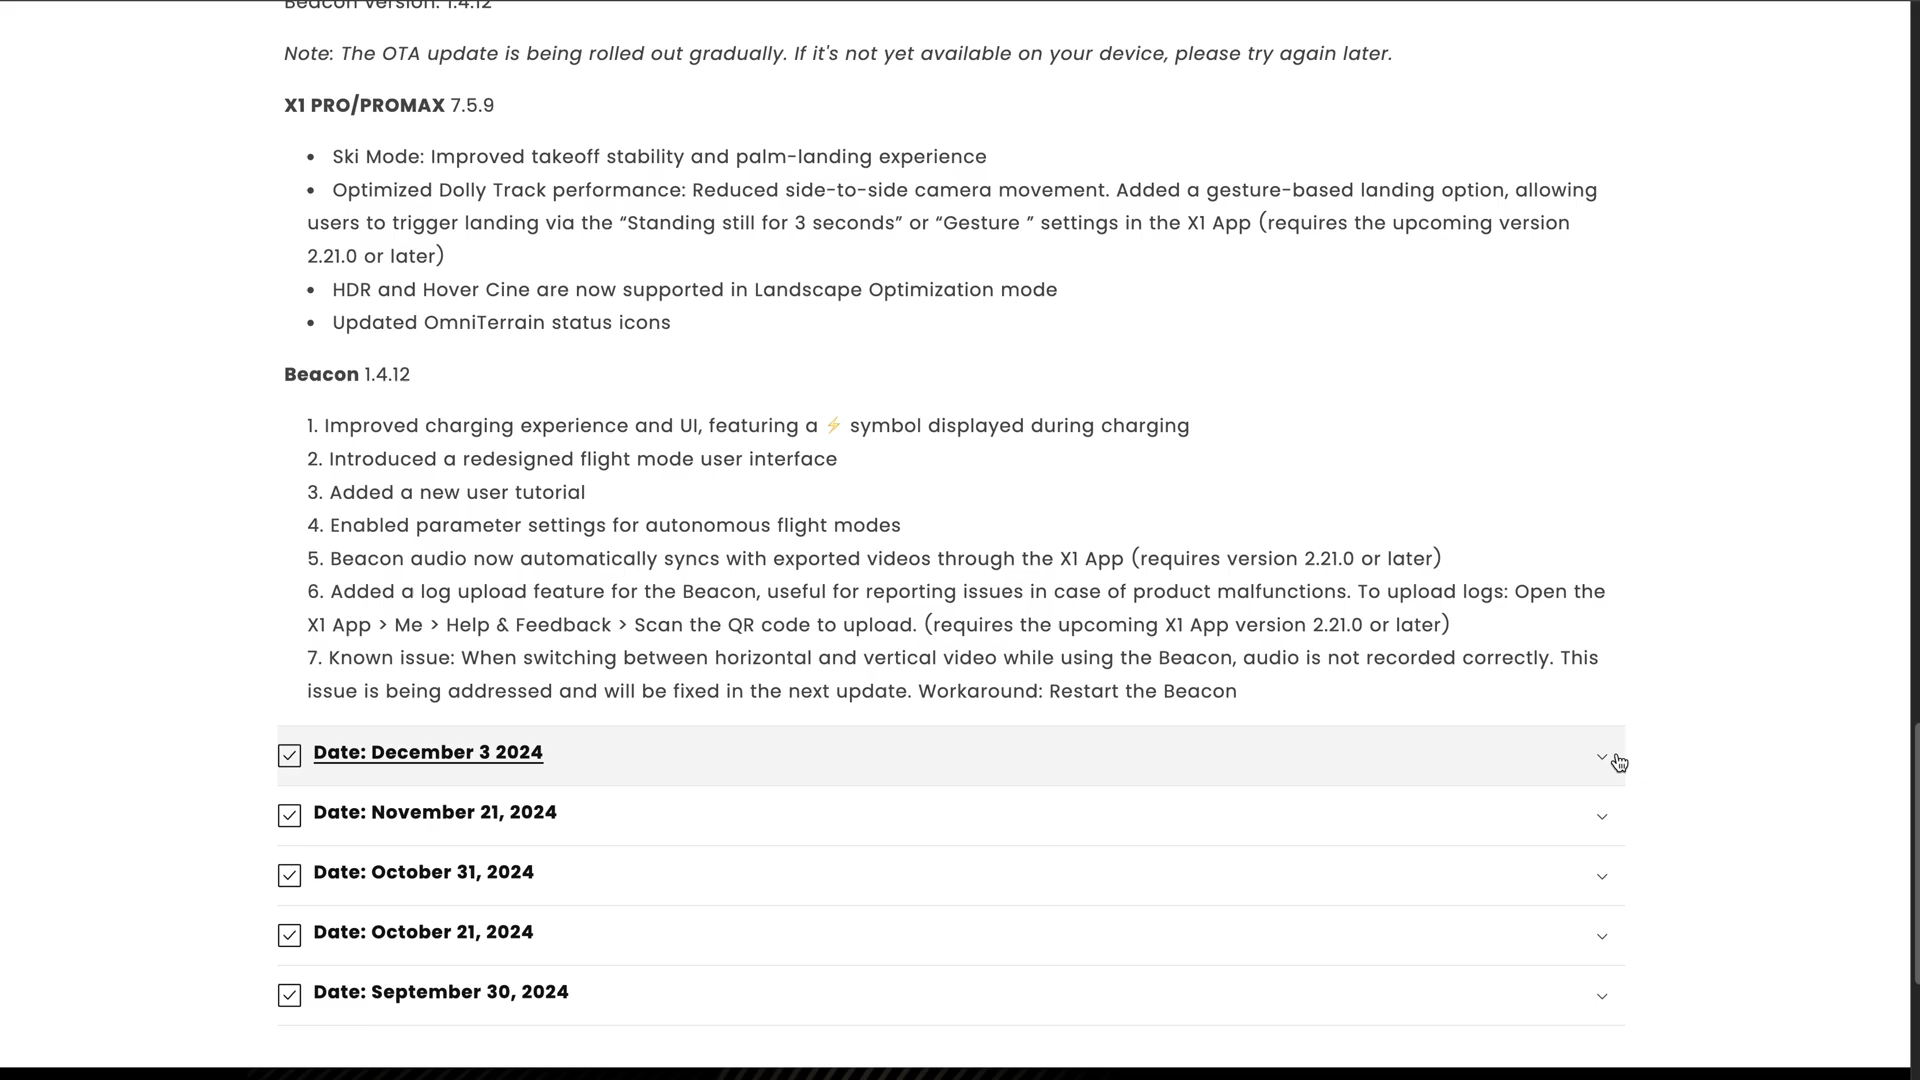 Beacon version: 1.4.12
Note: The OTA update is being rolled out gradually. If it's not yet available on your device, please try again later.
X1 PRO/PROMAX 7.5.9
• Ski Mode: Improved takeoff stability and palm-landing experience
• Optimized Dolly Track performance: Reduced side-to-side camera movement. Added a gesture-based landing option, allowing
users to trigger landing via the “Standing still for 3 seconds” or “Gesture ” settings in the X1 App (requires the upcoming version
2.21.0 or later)
• HDR and Hover Cine are now supported in Landscape Optimization mode
• Updated OmniTerrain status icons
Beacon 1.4.12
1. Improved charging experience and UI, featuring a ⚡ symbol displayed during charging
2. Introduced a redesigned flight mode user interface
3. Added a new user tutorial
4. Enabled parameter settings for autonomous flight modes
5. Beacon audio now automatically syncs with exported videos through the X1 App (requires version 2.21.0 or later)
6. Added a log upload feature for the Beacon, useful for reporting issues in case of product malfunctions. To upload logs: Open the
X1 App > Me > Help & Feedback > Scan the QR code to upload. (requires the upcoming X1 App version 2.21.0 or later)
7. Known issue: When switching between horizontal and vertical video while using the Beacon, audio is not recorded correctly. This
issue is being addressed and will be fixed in the next update. Workaround: Restart the Beacon
Date: December 3 2024
Date: November 21, 2024
Date: October 31, 2024
Date: October 21, 2024
Date: September 30, 2024